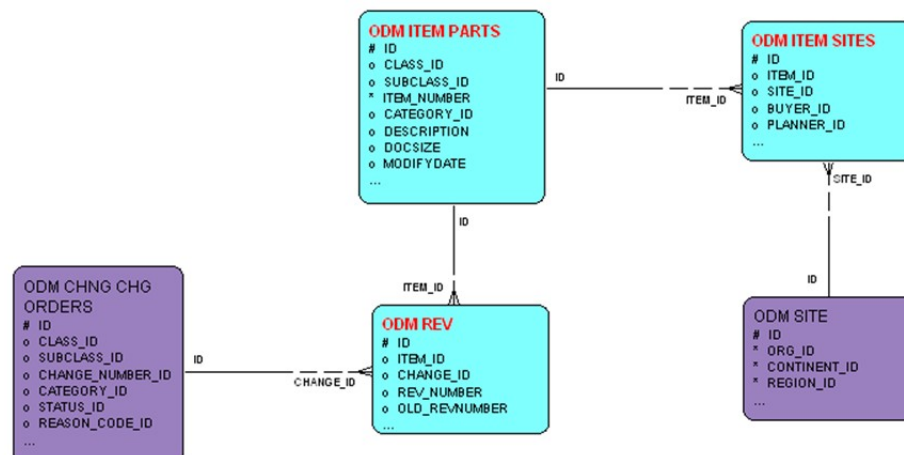 ODM ITEM PARTS
# ID
o CLASS_ID
o SUBCLASS_ID
* ITEM_NUMBER
o CATEGORY_ID
o DESCRIPTION
o DOCSIZE
o MODIFYDATE
...
ODM ITEM SITES
# ID
o ITEM_ID
o SITE_ID
o BUYER_ID
o PLANNER_ID
...
ID
ITEM_ID
SITE_ID
ID
ID
ITEM_ID
ODM CHNG CHG
ORDERS
# ID
o CLASS_ID
o SUBCLASS_ID
o CHANGE_NUMBER_ID
o CATEGORY_ID
o STATUS_ID
o REASON_CODE_ID
...
ID
CHANGE_ID
ODM REV
# ID
o ITEM_ID
o CHANGE_ID
o REV_NUMBER
o OLD_REVNUMBER
...
ODM SITE
# ID
* ORG_ID
* CONTINENT_ID
* REGION_ID
...